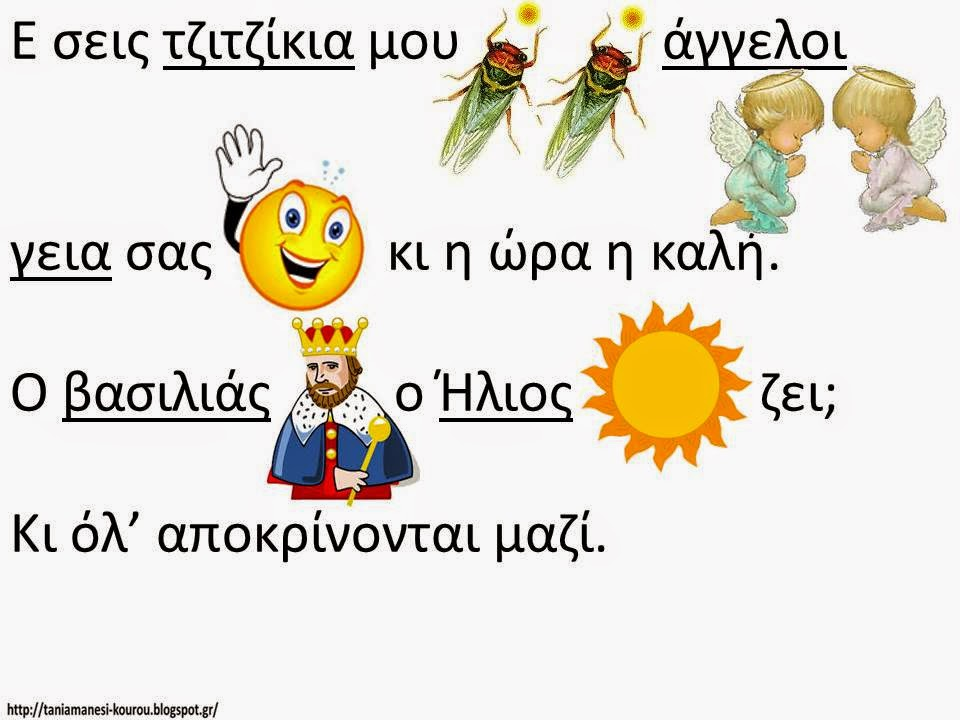 Ε σεις τζιτζίκια μου άγγελοι
γεια σας κι η ώρα η καλή.
Ο βασιλιάς ο Ήλιος ζει;
Κι όλ’ αποκρίνονται μαζί.
http://taniamanesi-kourou.blogspot.gr/